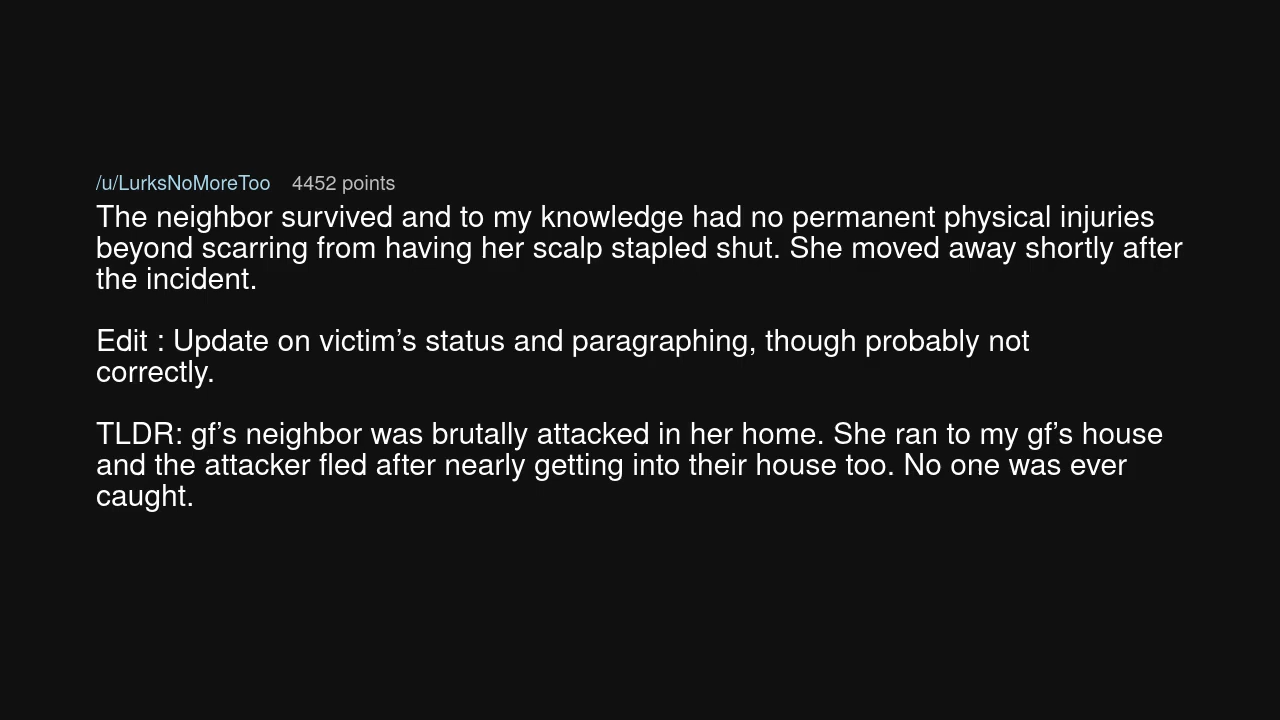 /u/LurksNoMoreToo 4452 points
The neighbor survived and to my knowledge had no permanent physical injuries
beyond scarring from having her scalp stapled shut. She moved away shortly after
the incident.
Edit : Update on victim’s status and paragraphing, though probably not
correctly.
TLDR: gf’s neighbor was brutally attacked in her home. She ran to my gf’s house
and the attacker fled after nearly getting into their house too. No one was ever
caught.